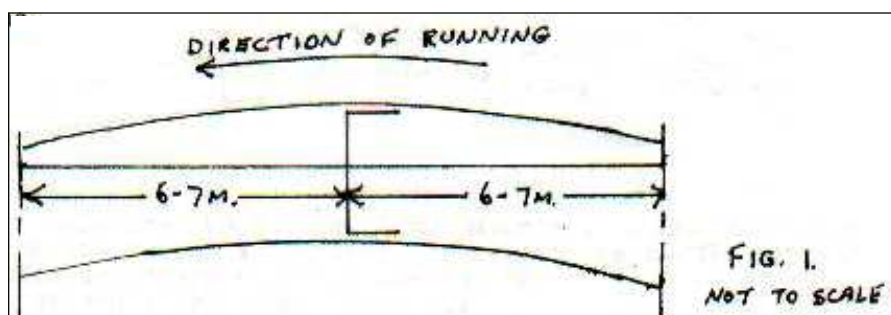 DIRECTION OF RUNNING
6-7M. 6-7M.
FIG. 1.
NOT TO SCALE